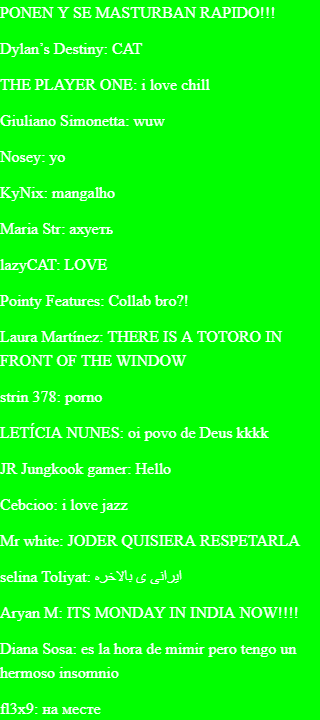 PONEN Y SE MASTURBAN RAPIDO!!!
Dylan's Destiny: CAT
THE PLAYER ONE: i love chill
Giuliano Simonetta: wuw
Nosey: yo
KyNix: mangalho
Maria Str: ахуеть
lazyCAT: LOVE
Pointy Features: Collab bro?!
Laura Martínez: THERE IS A TOTORO IN
FRONT OF THE WINDOW
strin 378: porno
LETÍCIA NUNES: oi povo de Deus kkkk
JR Jungkook gamer: Hello
Cebcioo: i love jazz
Mr white: JODER QUISIERA RESPETARLA
selina Toliyat: ایرانی ی بالاخره
Aryan M: ITS MONDAY IN INDIA NOW!!!!
Diana Sosa: es la hora de mimir pero tengo un
hermoso insomnio
fl3x9: на месте